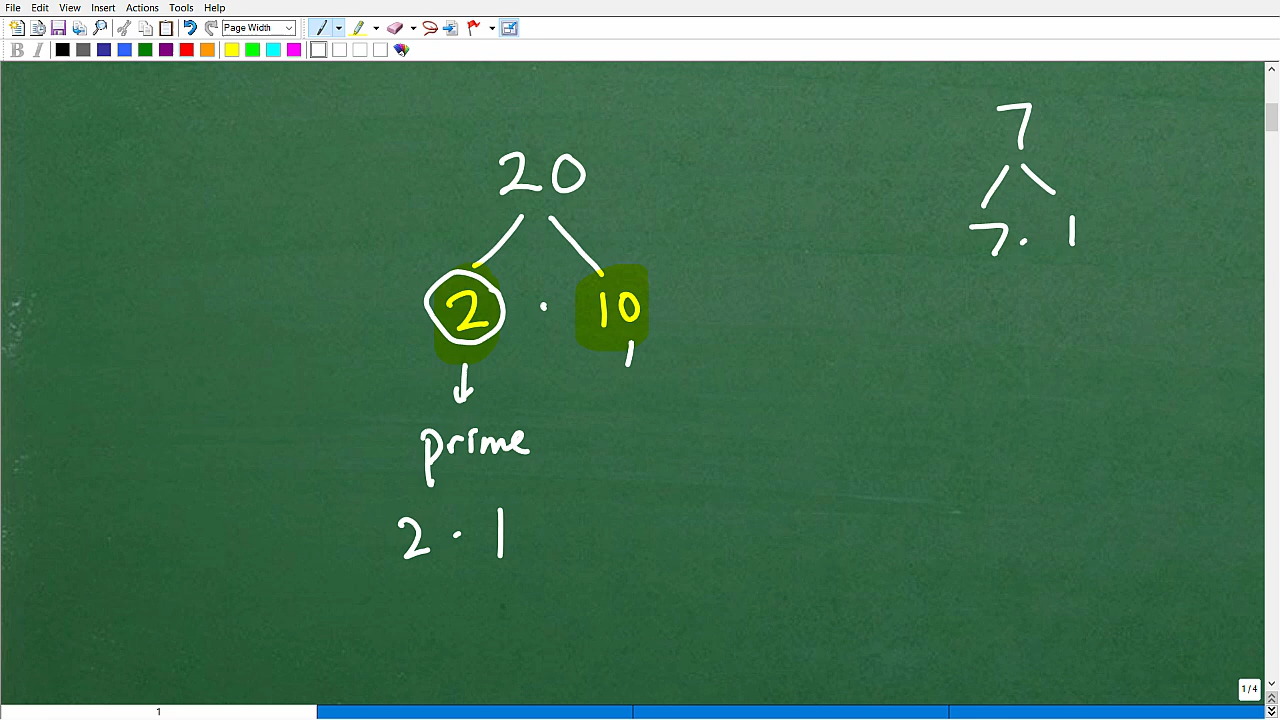 File Edit View Insert Actions Tools Help
Page Width
B I
20
2 · 10
prime
2 · 1
7
7 · 1
1 / 4
1